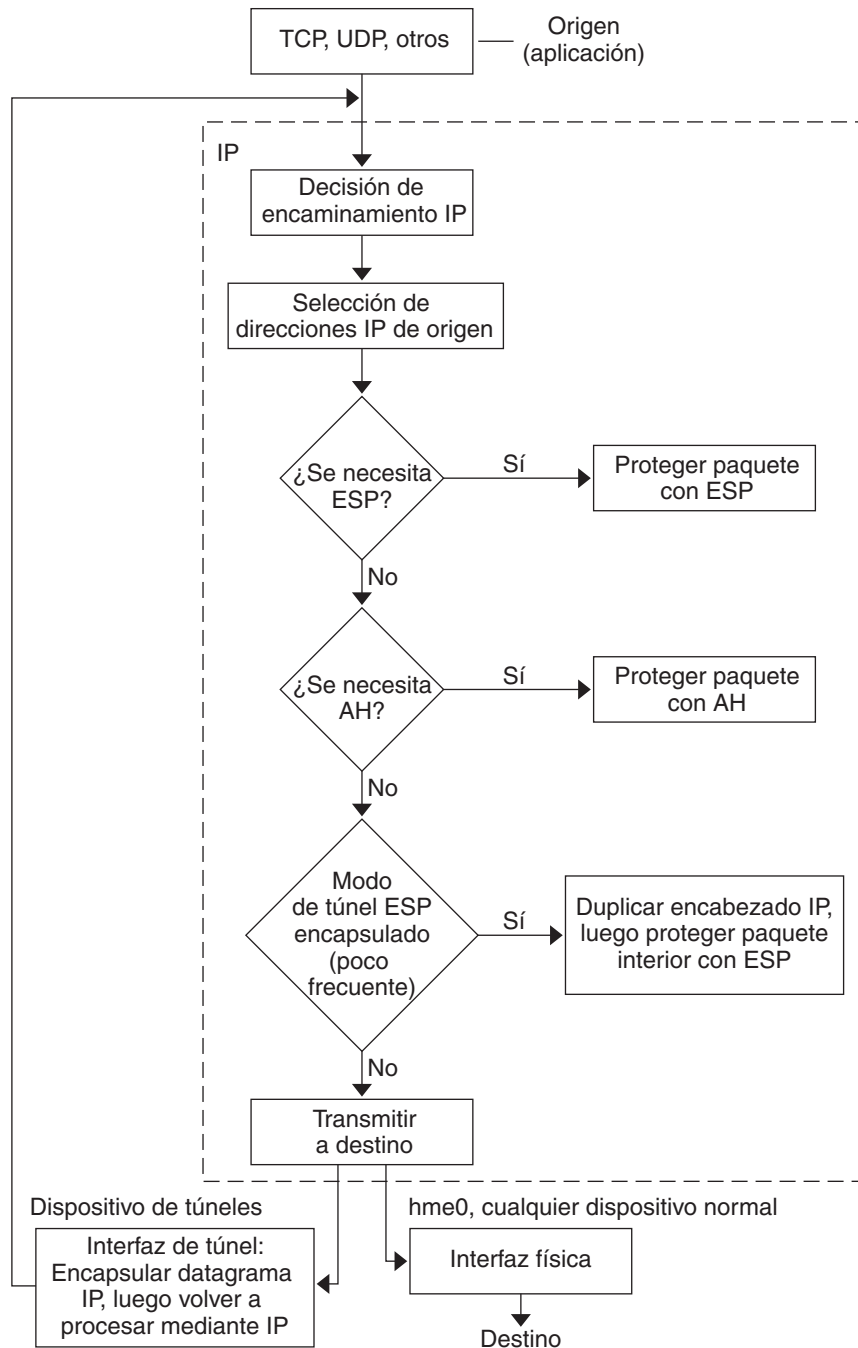 TCP, UDP, otros
Origen
(aplicación)
IP
Decisión de
encaminamiento IP
Selección de
direcciones IP de origen
¿Se necesita
ESP?
Sí
Proteger paquete
con ESP
No
¿Se necesita
AH?
Sí
Proteger paquete
con AH
No
Modo
de túnel ESP
encapsulado
(poco
frecuente)
Sí
Duplicar encabezado IP,
luego proteger paquete
interior con ESP
No
Transmitir
a destino
Dispositivo de túneles
hme0, cualquier dispositivo normal
Interfaz de túnel:
Encapsular datagrama
IP, luego volver a
procesar mediante IP
Interfaz física
Destino